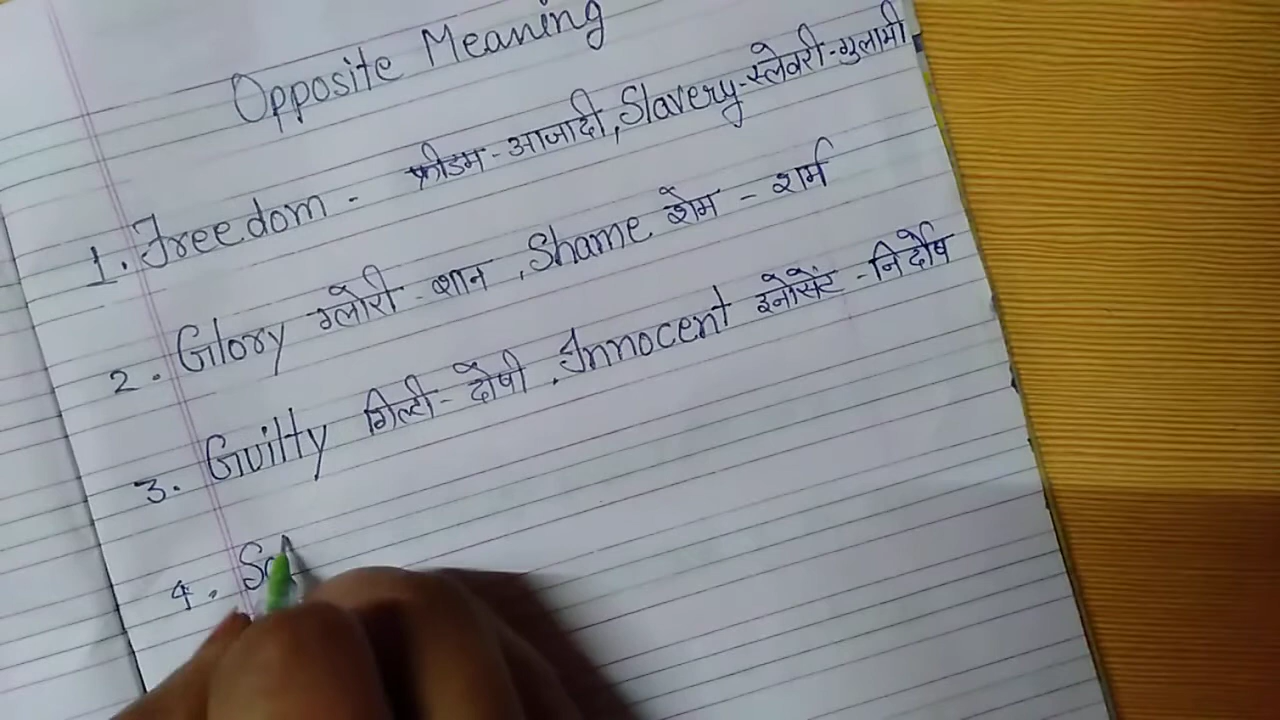 Opposite Meaning
1. Freedom - फ्रीडम - आजादी, Slavery - स्लेवरी - गुलामी
2. Glory ग्लोरी - शान, Shame शेम - शर्म
3. Guilty गिल्टी - दोषी, Innocent इनोसेंट - निर्दोष
4.